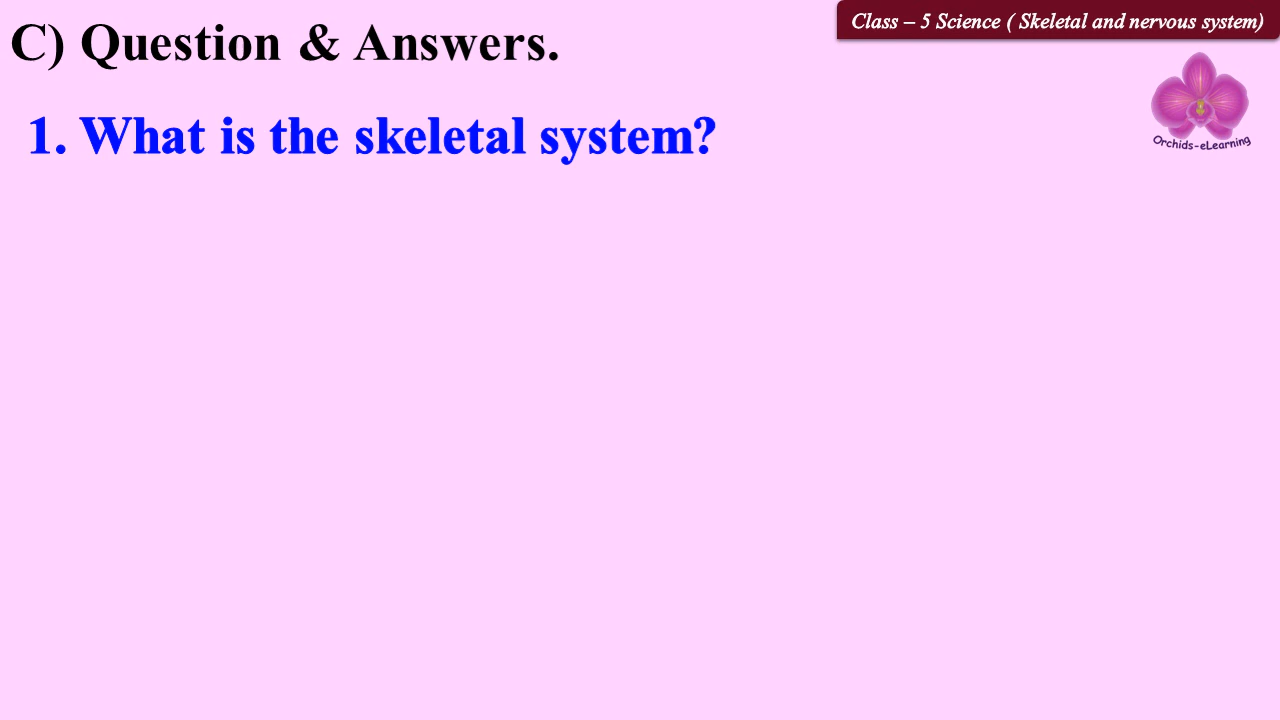 Class – 5 Science ( Skeletal and nervous system)
C) Question & Answers.
1. What is the skeletal system?
Orchids-eLearning